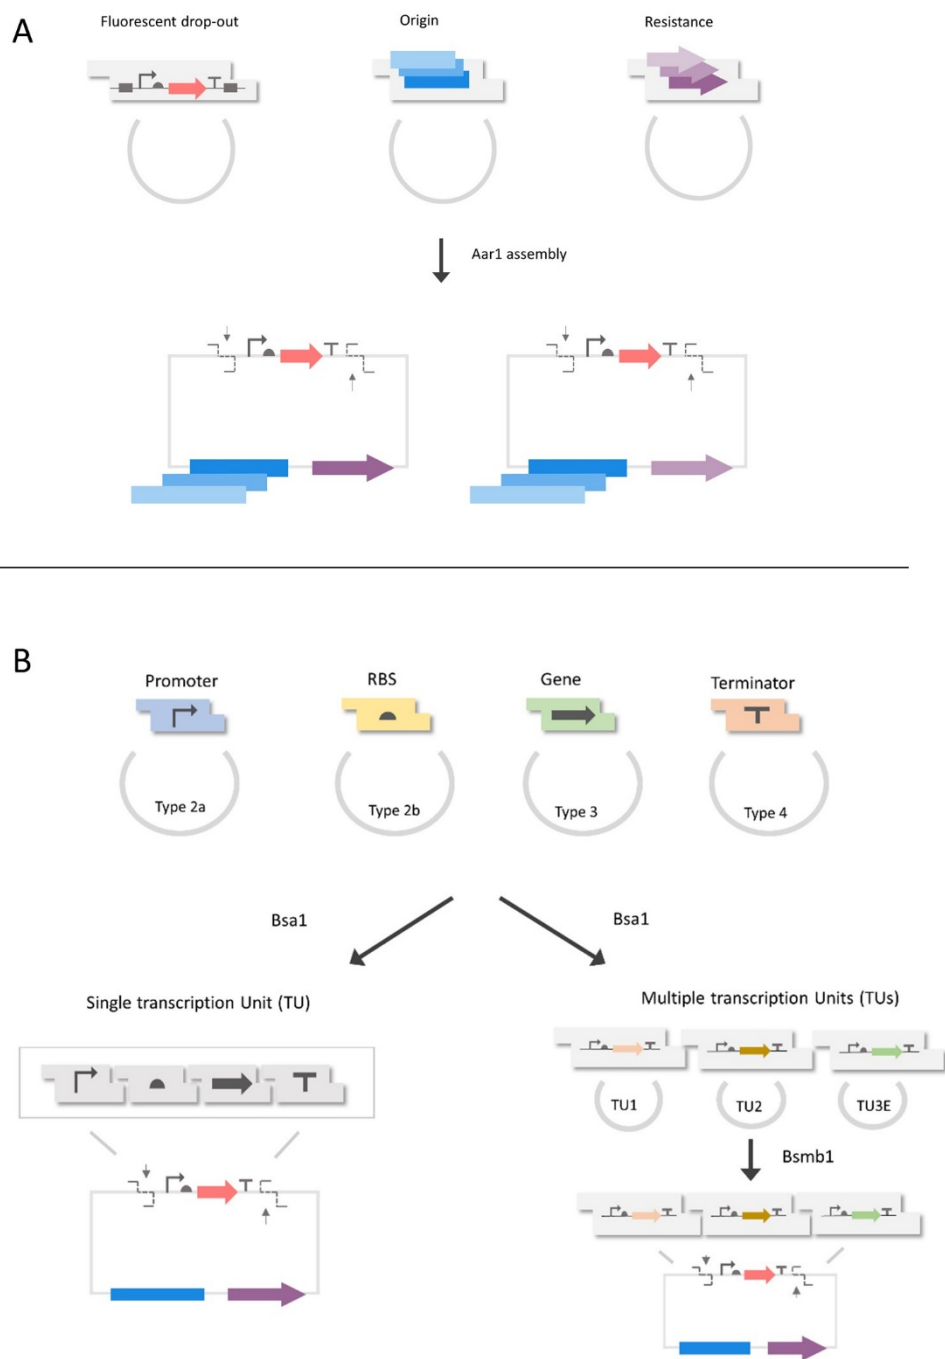 A
Fluorescent drop-out
Origin
Resistance
Aar1 assembly
B
Promoter
RBS
Gene
Terminator
Type 2a
Type 2b
Type 3
Type 4
Bsa1
Bsa1
Single transcription Unit (TU)
Multiple transcription Units (TUs)
TU1
TU2
TU3E
Bsmb1